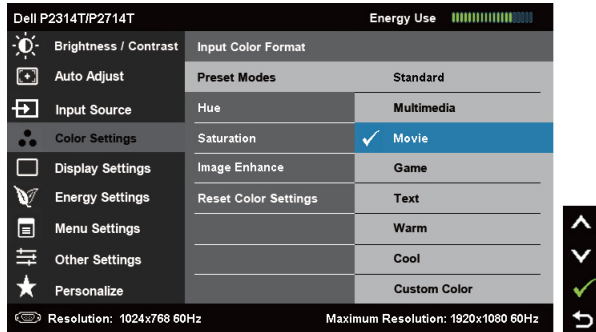 Dell P2314T/P2714T Energy Use
Brightness / Contrast Input Color Format
Auto Adjust Preset Modes Standard
Input Source Hue Multimedia
Color Settings Saturation Movie
Display Settings Image Enhance Game
Energy Settings Reset Color Settings Text
Menu Settings Warm
Other Settings Cool
Personalize Custom Color
Resolution: 1024x768 60Hz Maximum Resolution: 1920x1080 60Hz